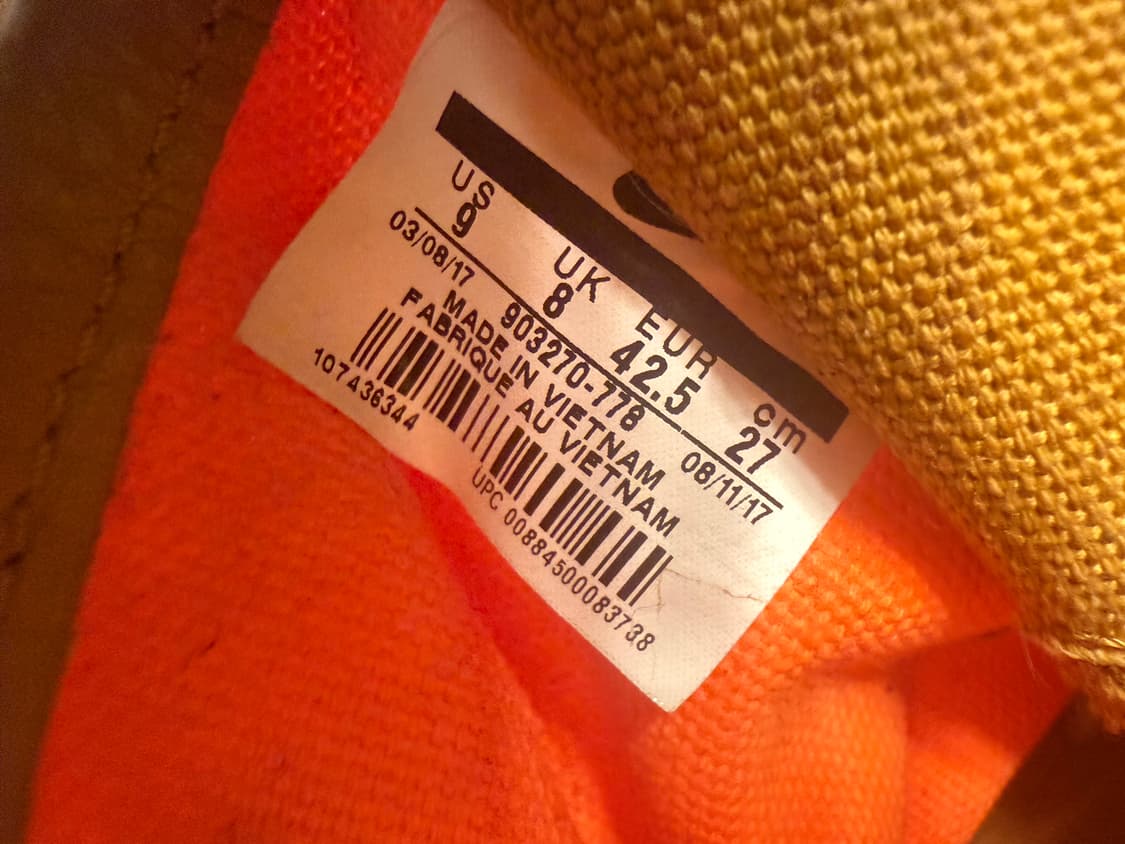 US UK EUR cm
9 8 42.5 27
03/08/17 903270-778 08/11/17
MADE IN VIETNAM
FABRIQUE AU VIETNAM
107436344
UPC 00884500083738